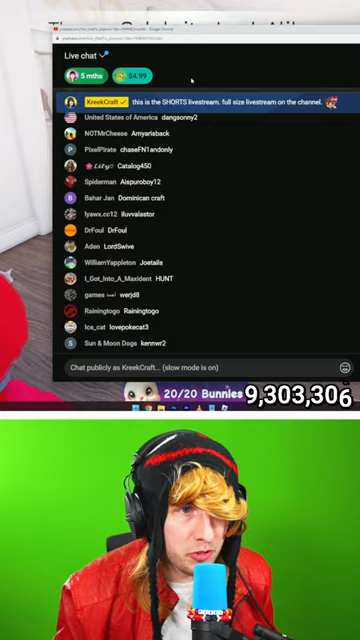 Live chat
5 mths
$4.99
KreekCraft this is the SHORTS livestream. full size livestream on the channel.
United States of America dangsonny2
NOTMrCheese Amyarisback
PixelPirate chaseFN1andonly
Catalog450
Spiderman Aispuroboy12
Bahar Jan Dominican craft
lyawx.cc12 iluvvalastor
DrFoul DrFoul
Aden LordSwive
WilliamYappleton Joetails
I_Got_Into_A_Maxident HUNT
games werjd8
Rainingtogo Rainingtogo
Ice_cat lovepokecat3
Sun & Moon Dogs kennwr2
Chat publicly as KreekCraft... (slow mode is on)
20/20 Bunnies 9,303,306